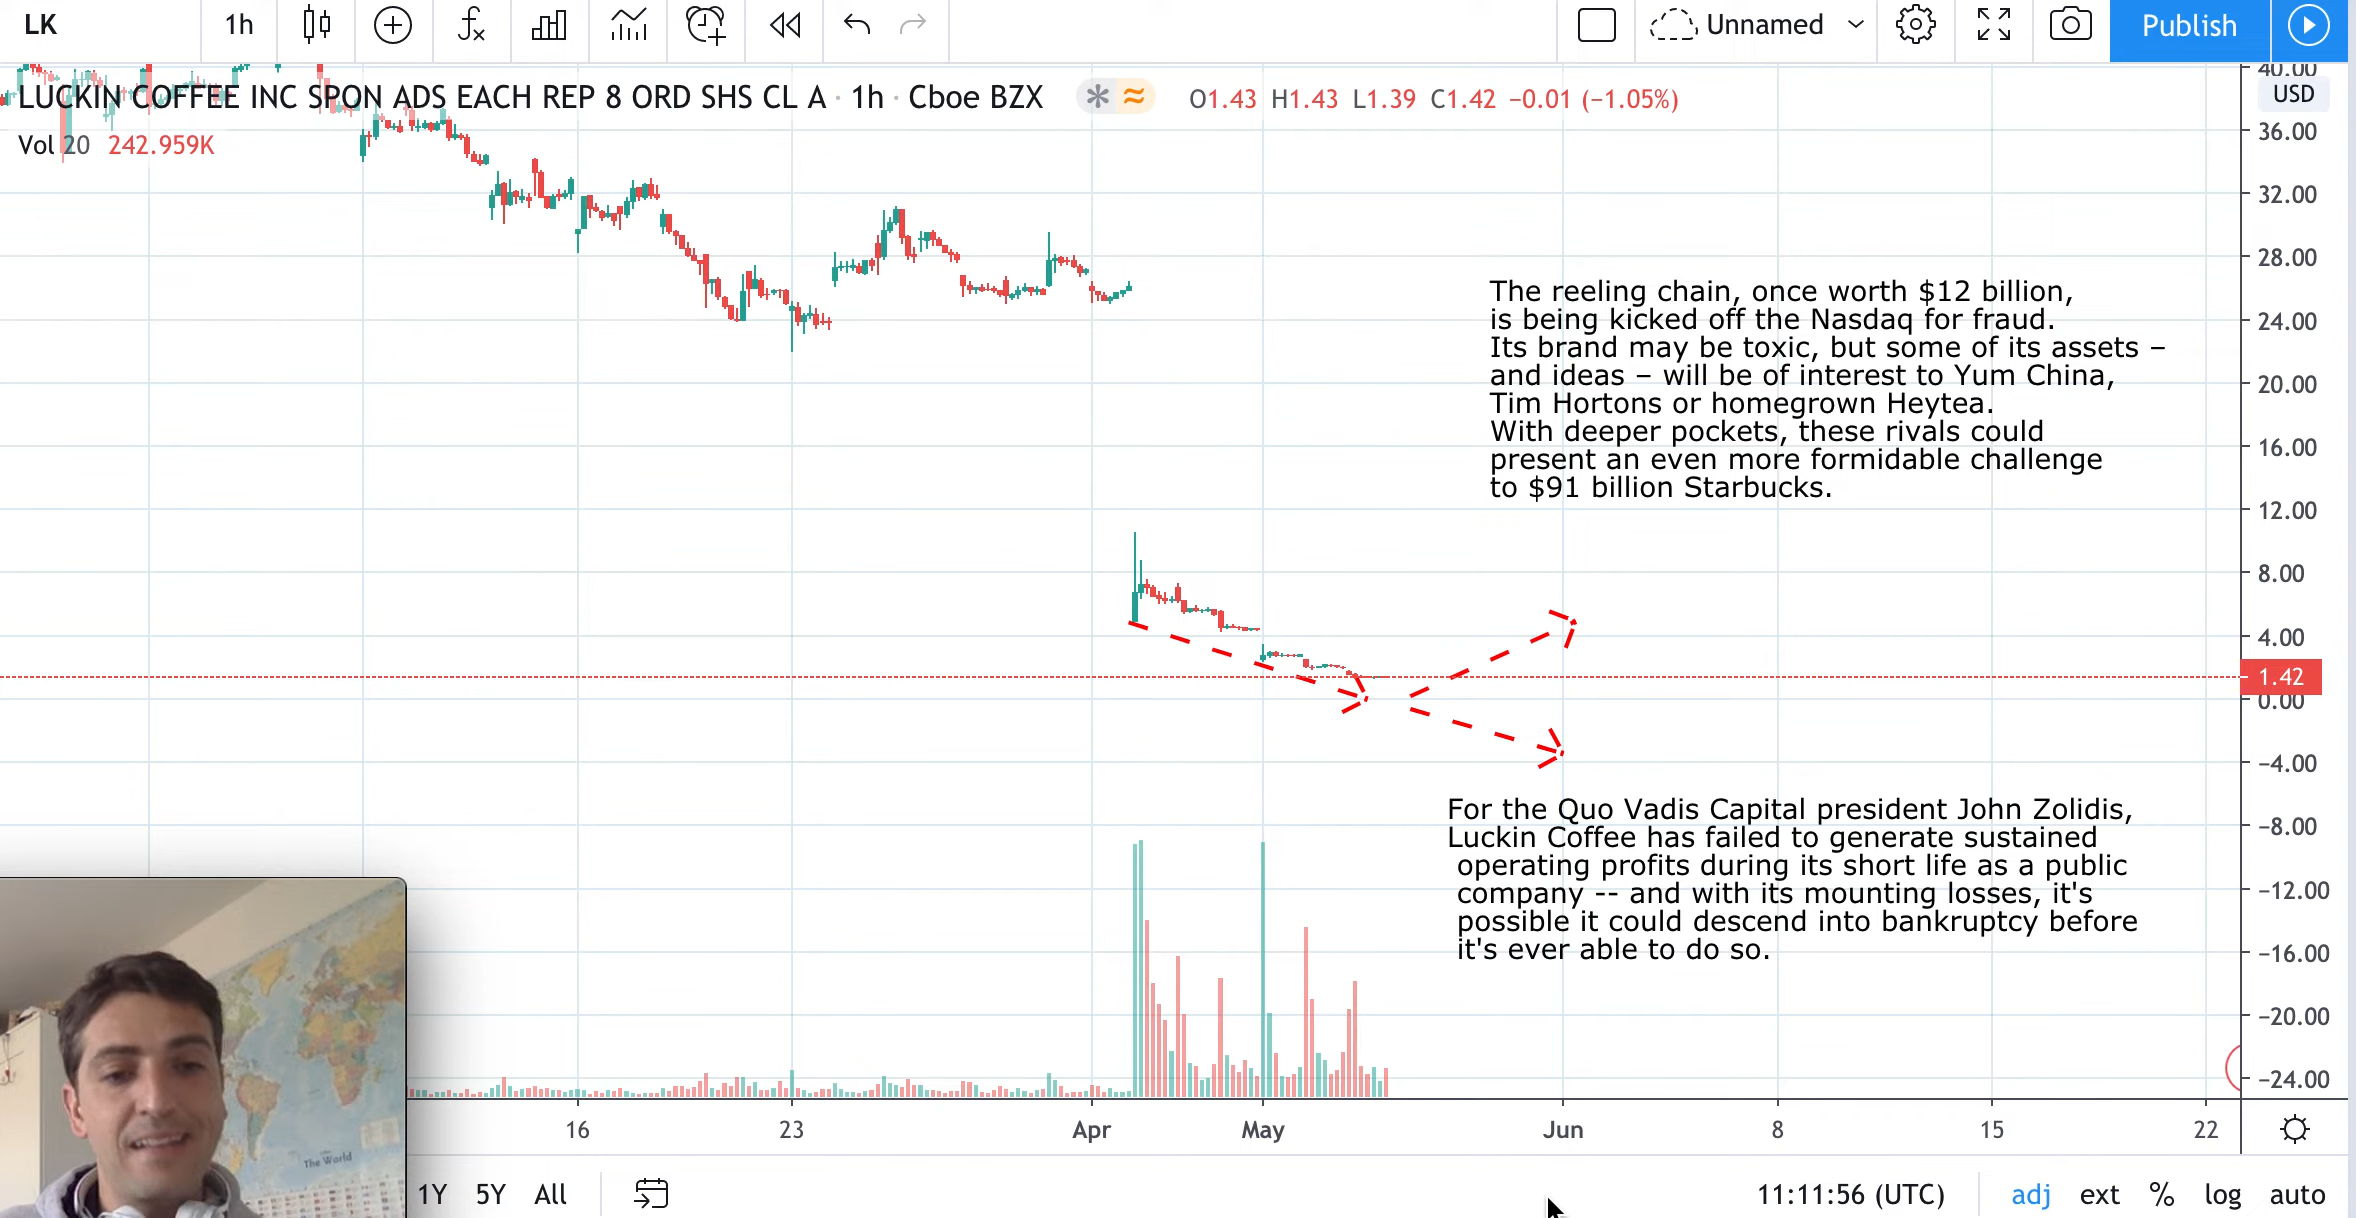 LK
1h
Unnamed
Publish
LUCKIN COFFEE INC SPON ADS EACH REP 8 ORD SHS CL A · 1h · Cboe BZX
O1.43 H1.43 L1.39 C1.42 −0.01 (−1.05%)
Vol 20 242.959K
40.00
USD
36.00
32.00
28.00
24.00
20.00
16.00
12.00
8.00
4.00
1.42
0.00
−4.00
−8.00
−12.00
−16.00
−20.00
−24.00
The reeling chain, once worth $12 billion,
is being kicked off the Nasdaq for fraud.
Its brand may be toxic, but some of its assets –
and ideas – will be of interest to Yum China,
Tim Hortons or homegrown Heytea.
With deeper pockets, these rivals could
present an even more formidable challenge
to $91 billion Starbucks.
For the Quo Vadis Capital president John Zolidis,
Luckin Coffee has failed to generate sustained
operating profits during its short life as a public
company -- and with its mounting losses, it's
possible it could descend into bankruptcy before
it's ever able to do so.
The World
16 23 Apr May Jun 8 15 22
1Y 5Y All
11:11:56 (UTC) adj ext % log auto